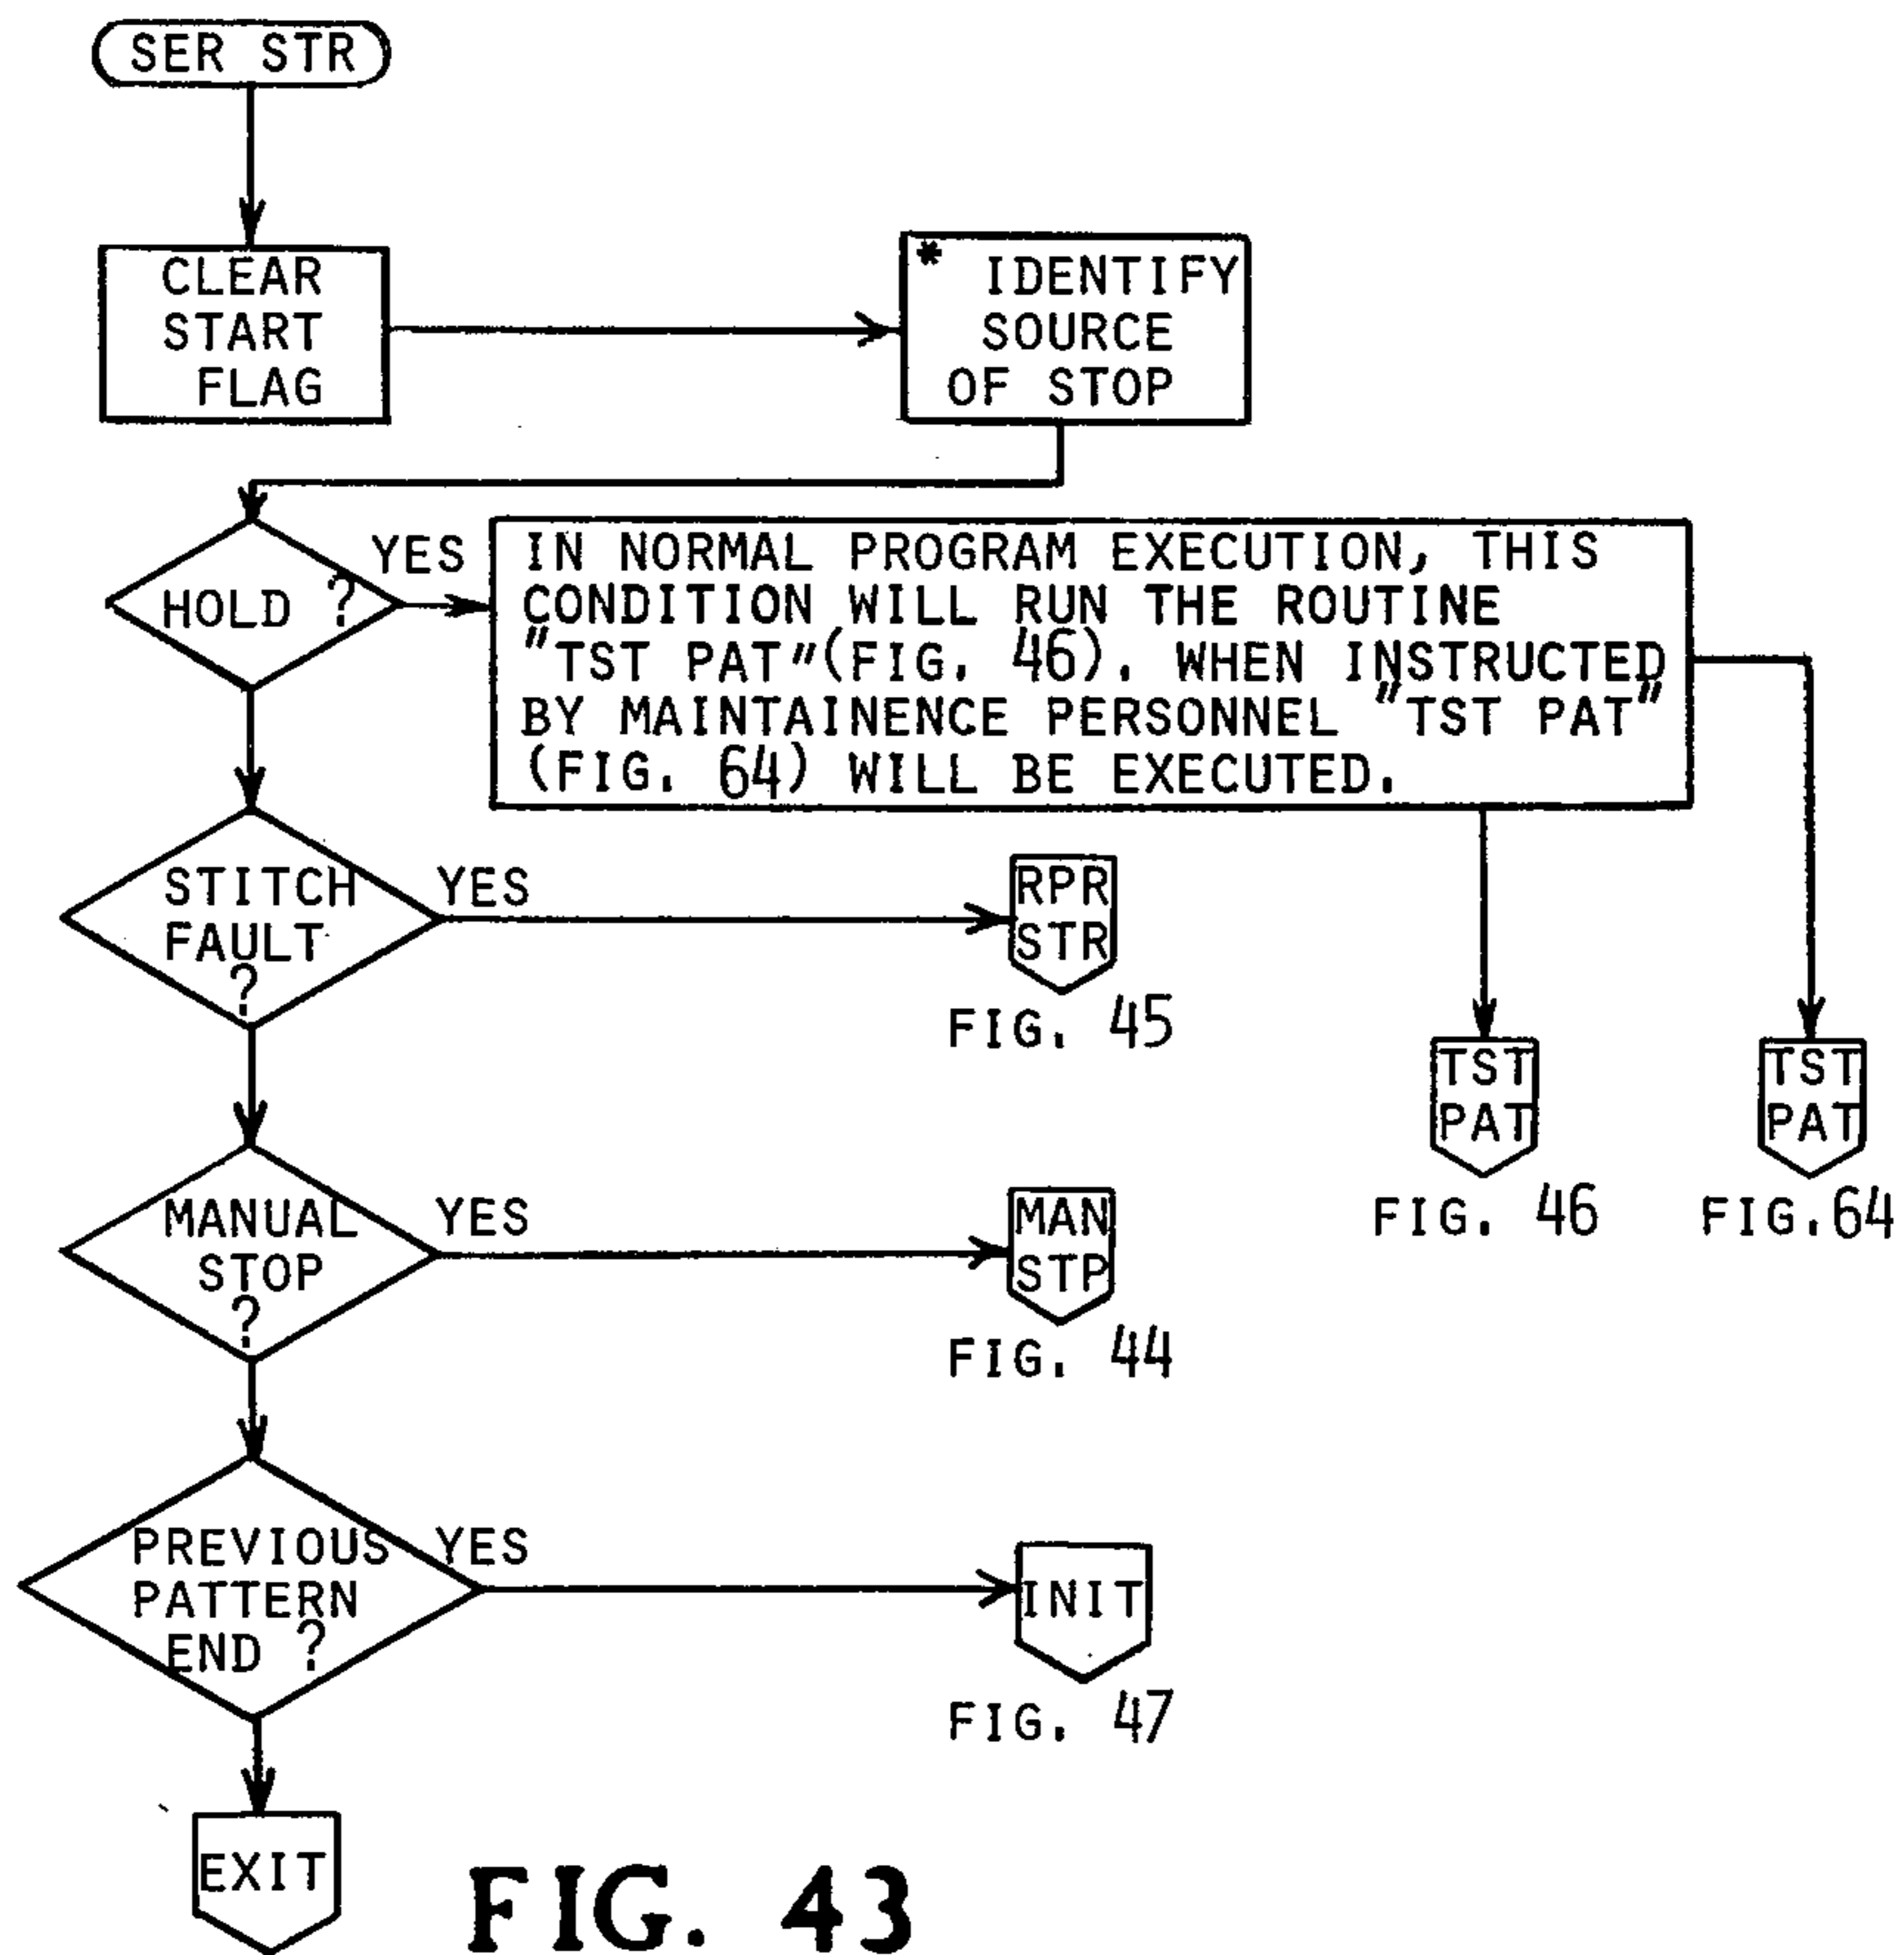 SER STR
CLEAR
START
FLAG
* IDENTIFY
SOURCE
OF STOP
HOLD ?
YES
IN NORMAL PROGRAM EXECUTION, THIS
CONDITION WILL RUN THE ROUTINE
"TST PAT"(FIG. 46). WHEN INSTRUCTED
BY MAINTAINENCE PERSONNEL "TST PAT"
(FIG. 64) WILL BE EXECUTED.
STITCH
FAULT
?
YES
RPR
STR
FIG. 45
TST
PAT
FIG. 46
TST
PAT
FIG.64
MANUAL
STOP
?
YES
MAN
STP
FIG. 44
PREVIOUS
PATTERN
END ?
YES
INIT
FIG. 47
EXIT
FIG. 43